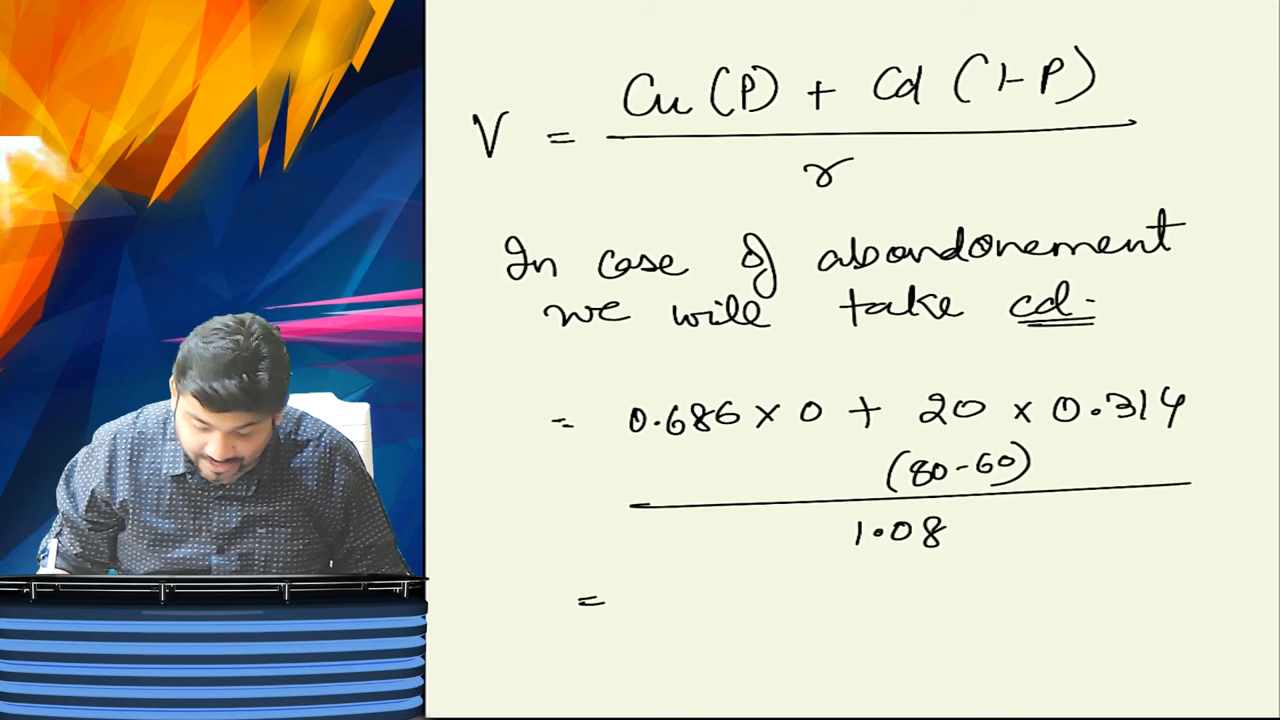 V = Cu (P) + Cd (1-P)
r
In case of abandonement
we will take cd.
= 0.686 × 0 + 20 × 0.314
(80-60)
1.08
=